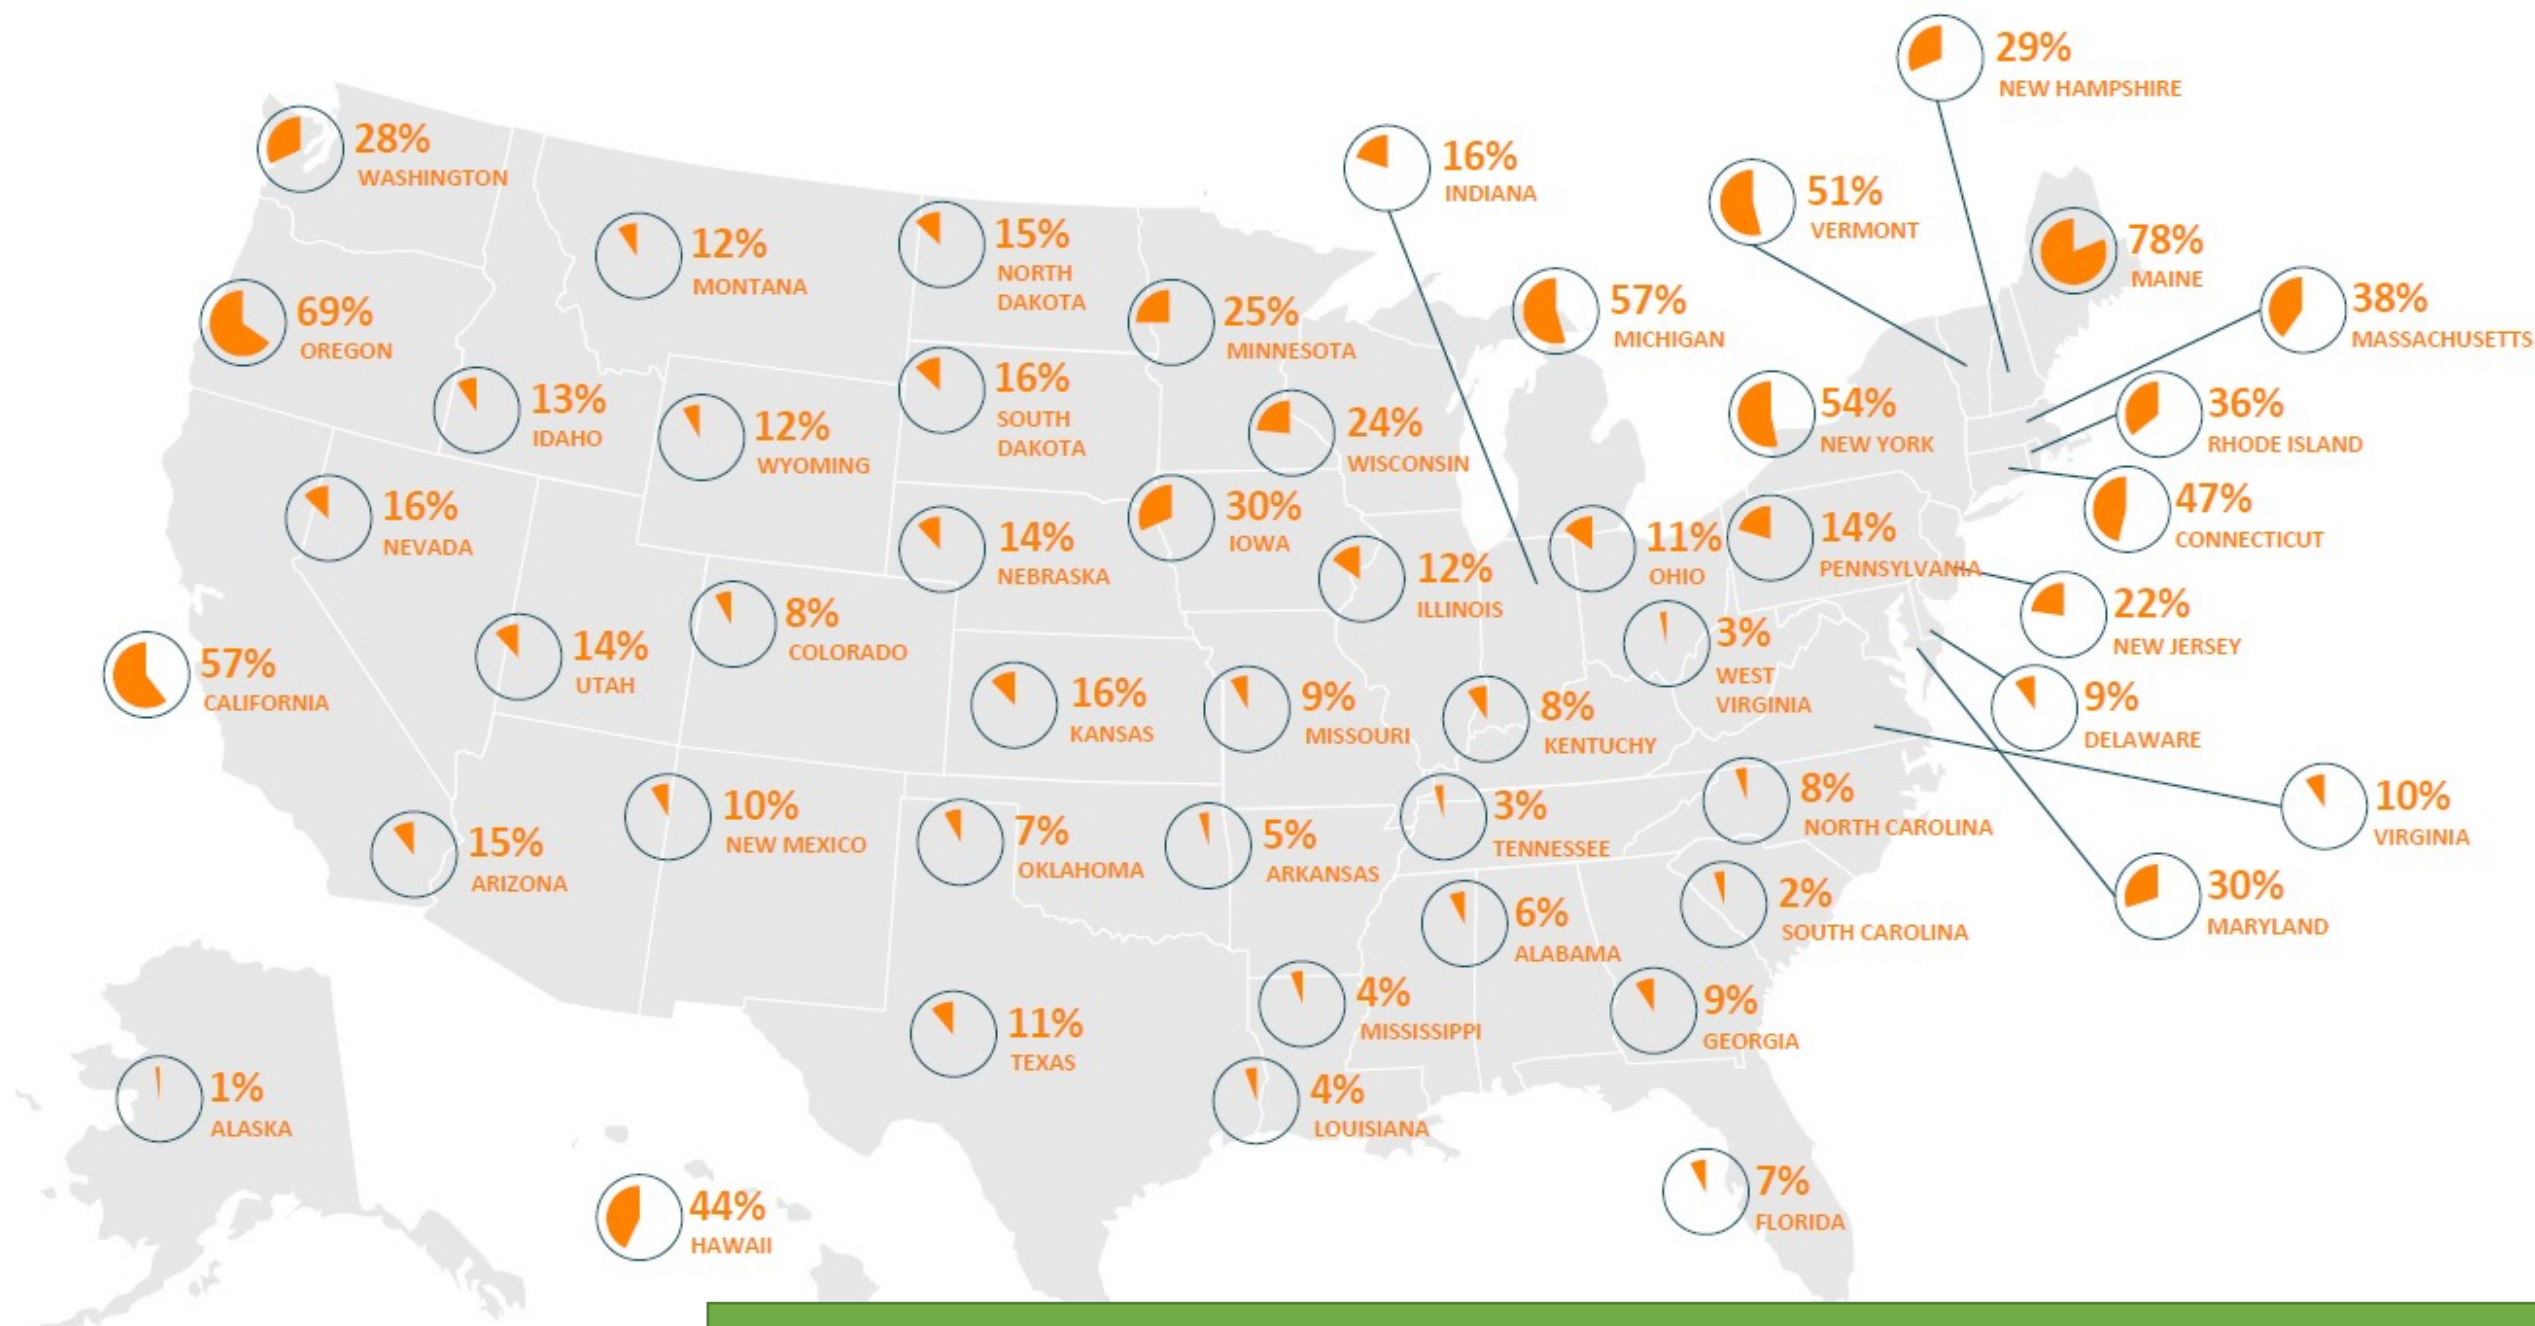 29%
NEW HAMPSHIRE
28%
WASHINGTON
16%
INDIANA
51%
VERMONT
12%
MONTANA
15%
NORTH
DAKOTA
78%
MAINE
69%
OREGON
25%
MINNESOTA
57%
MICHIGAN
38%
MASSACHUSETTS
13%
IDAHO
12%
WYOMING
16%
SOUTH
DAKOTA
24%
WISCONSIN
54%
NEW YORK
36%
RHODE ISLAND
16%
NEVADA
14%
NEBRASKA
30%
IOWA
12%
ILLINOIS
11%
OHIO
14%
PENNSYLVANIA
47%
CONNECTICUT
57%
CALIFORNIA
14%
UTAH
8%
COLORADO
3%
WEST
VIRGINIA
22%
NEW JERSEY
16%
KANSAS
9%
MISSOURI
8%
KENTUCHY
9%
DELAWARE
15%
ARIZONA
10%
NEW MEXICO
7%
OKLAHOMA
5%
ARKANSAS
3%
TENNESSEE
8%
NORTH CAROLINA
10%
VIRGINIA
6%
ALABAMA
2%
SOUTH CAROLINA
30%
MARYLAND
11%
TEXAS
4%
MISSISSIPPI
9%
GEORGIA
1%
ALASKA
4%
LOUISIANA
44%
HAWAII
7%
FLORIDA